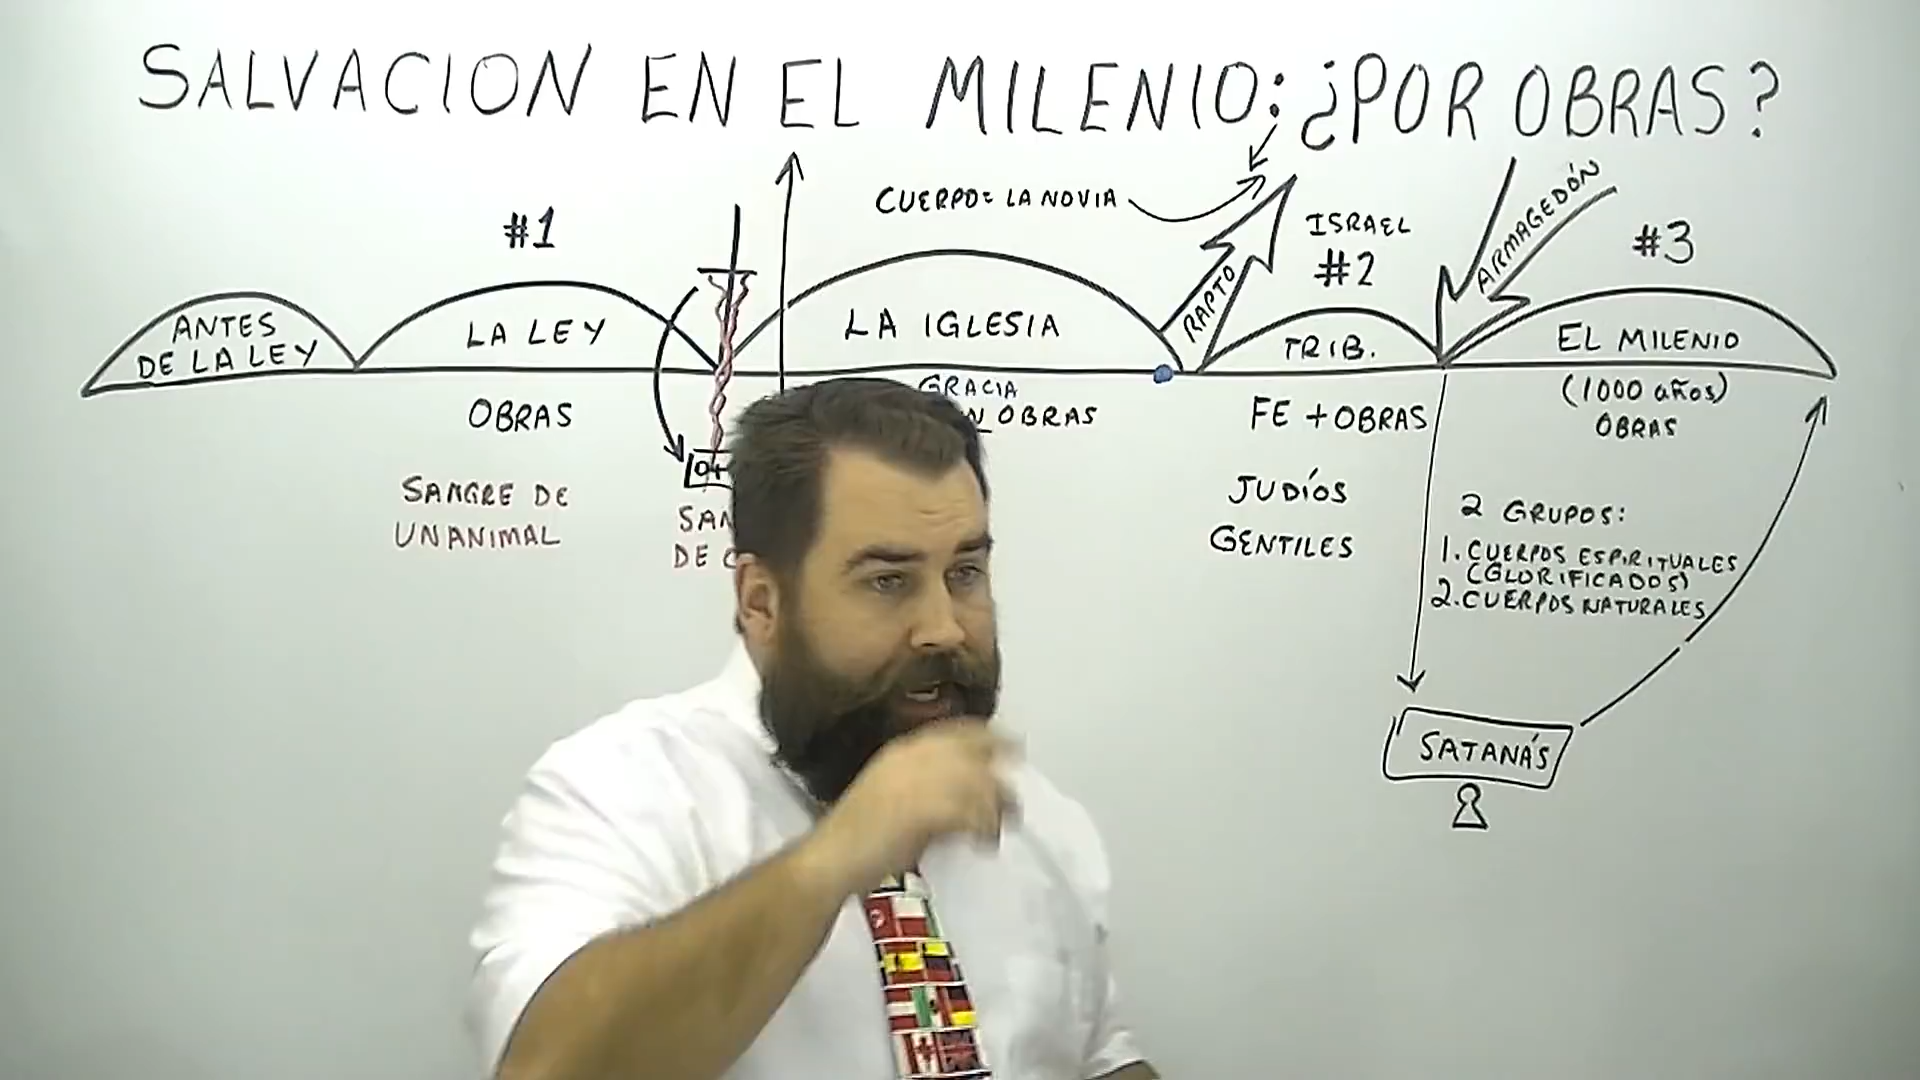 SALVACION EN EL MILENIO: ¿POR OBRAS?
CUERPO= LA NOVIA
#1
ISRAEL
#2
ARMAGEDÓN
#3
RAPTO
ANTES
DE LA LEY
LA LEY
LA IGLESIA
TRIB.
EL MILENIO
OBRAS
GRACIA
OBRAS
FE + OBRAS
(1000 años)
OBRAS
SANGRE DE
UN ANIMAL
DE
JUDÍOS
GENTILES
2 GRUPOS:
1. CUERPOS ESPIRITUALES
(GLORIFICADOS)
2. CUERPOS NATURALES
SATANÁS